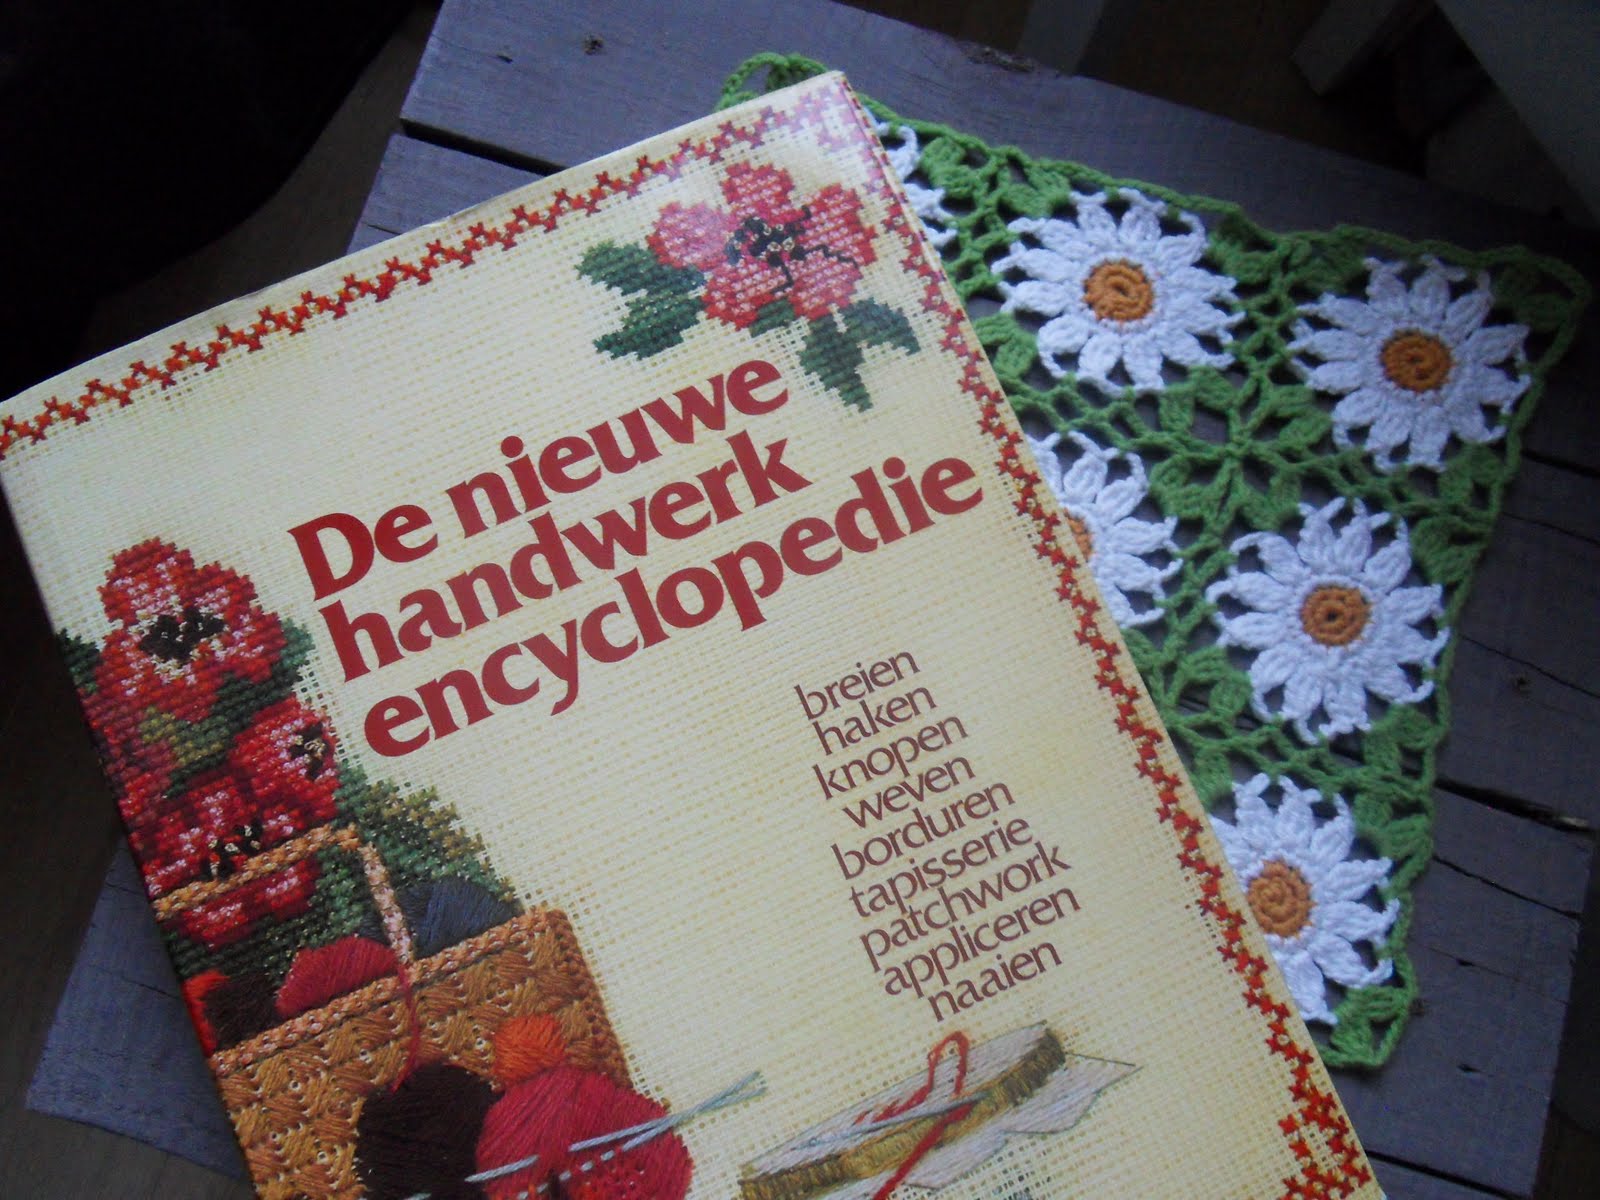 De nieuwe
handwerk
encyclopedie
breien
haken
knopen
weven
borduren
tapisserie
patchwork
appliceren
naaien